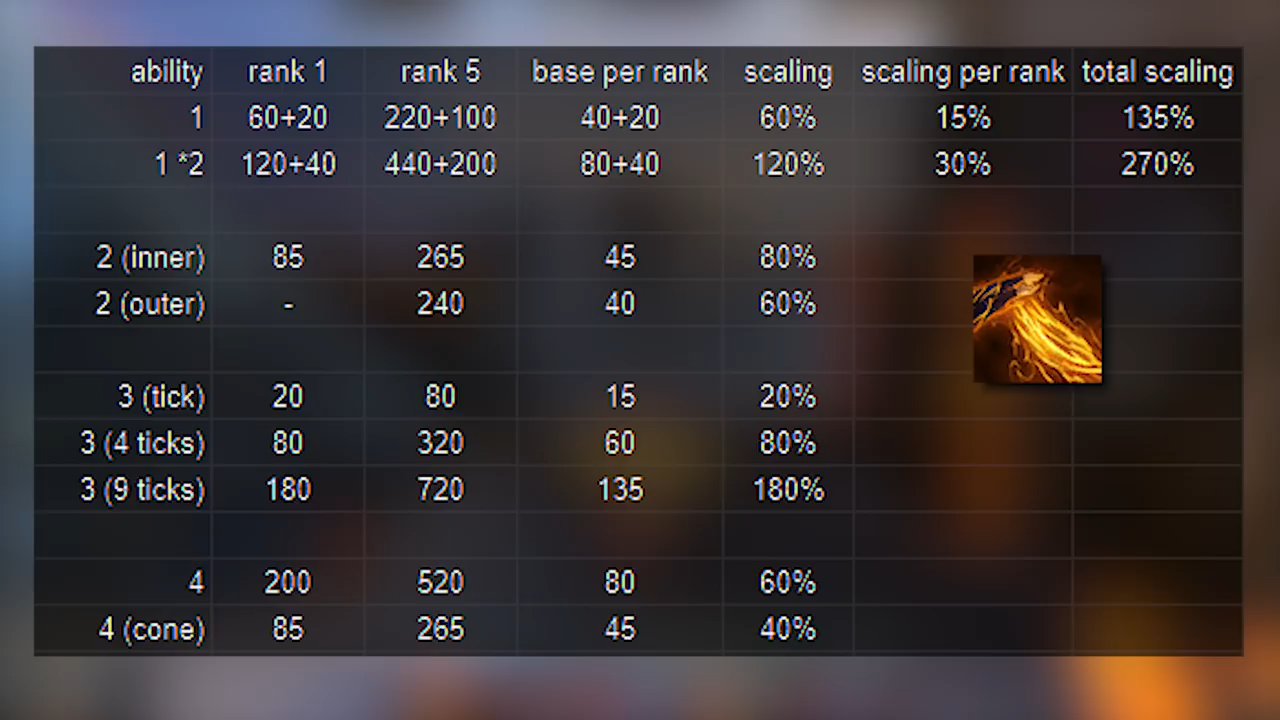 ability rank 1 rank 5 base per rank scaling scaling per rank total scaling
1 60+20 220+100 40+20 60% 15% 135%
1 *2 120+40 440+200 80+40 120% 30% 270%
2 (inner) 85 265 45 80%
2 (outer) - 240 40 60%
3 (tick) 20 80 15 20%
3 (4 ticks) 80 320 60 80%
3 (9 ticks) 180 720 135 180%
4 200 520 80 60%
4 (cone) 85 265 45 40%